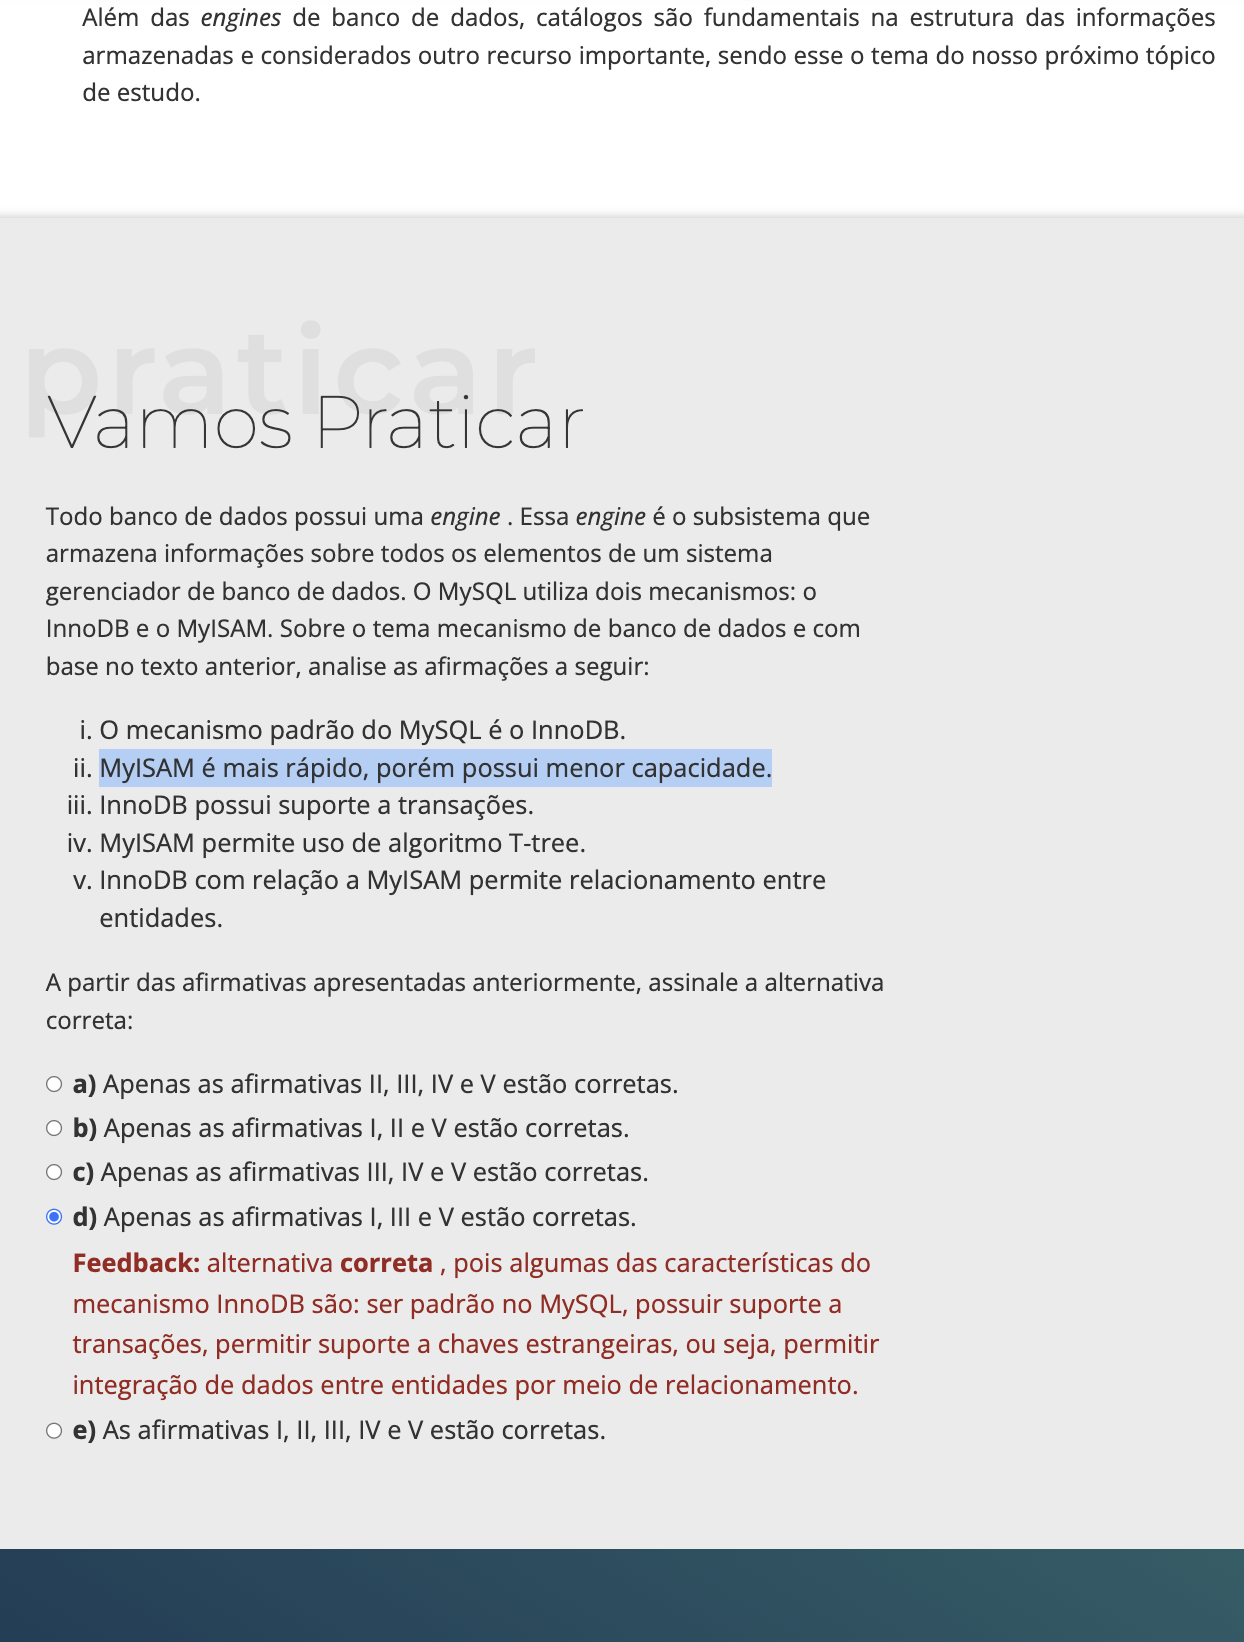 Além das engines de banco de dados, catálogos são fundamentais na estrutura das informações
armazenadas e considerados outro recurso importante, sendo esse o tema do nosso próximo tópico
de estudo.
praticar
Vamos Praticar
Todo banco de dados possui uma engine . Essa engine é o subsistema que
armazena informações sobre todos os elementos de um sistema
gerenciador de banco de dados. O MySQL utiliza dois mecanismos: o
InnoDB e o MyISAM. Sobre o tema mecanismo de banco de dados e com
base no texto anterior, analise as afirmações a seguir:
i. O mecanismo padrão do MySQL é o InnoDB.
ii. MyISAM é mais rápido, porém possui menor capacidade.
iii. InnoDB possui suporte a transações.
iv. MyISAM permite uso de algoritmo T-tree.
v. InnoDB com relação a MyISAM permite relacionamento entre
entidades.
A partir das afirmativas apresentadas anteriormente, assinale a alternativa
correta:
a) Apenas as afirmativas II, III, IV e V estão corretas.
b) Apenas as afirmativas I, II e V estão corretas.
c) Apenas as afirmativas III, IV e V estão corretas.
d) Apenas as afirmativas I, III e V estão corretas.
Feedback: alternativa correta , pois algumas das características do
mecanismo InnoDB são: ser padrão no MySQL, possuir suporte a
transações, permitir suporte a chaves estrangeiras, ou seja, permitir
integração de dados entre entidades por meio de relacionamento.
e) As afirmativas I, II, III, IV e V estão corretas.